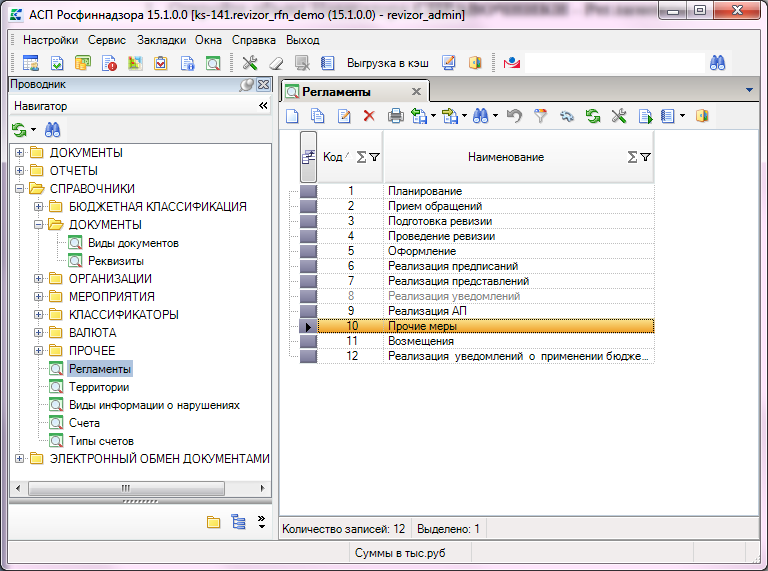 АСП Росфиннадзора 15.1.0.0 [ks-141.revizor_rfn_demo (15.1.0.0) - revizor_admin]
Настройки Сервис Закладки Окна Справка Выход
Выгрузка в кэш
Проводник
Навигатор
ДОКУМЕНТЫ
ОТЧЕТЫ
СПРАВОЧНИКИ
БЮДЖЕТНАЯ КЛАССИФИКАЦИЯ
ДОКУМЕНТЫ
Виды документов
Реквизиты
ОРГАНИЗАЦИИ
МЕРОПРИЯТИЯ
КЛАССИФИКАТОРЫ
ВАЛЮТА
ПРОЧЕЕ
Регламенты
Территории
Виды информации о нарушениях
Счета
Типы счетов
ЭЛЕКТРОННЫЙ ОБМЕН ДОКУМЕНТАМИ
Регламенты
Код Наименование
1 Планирование
2 Прием обращений
3 Подготовка ревизии
4 Проведение ревизии
5 Оформление
6 Реализация предписаний
7 Реализация представлений
8 Реализация уведомлений
9 Реализация АП
10 Прочие меры
11 Возмещения
12 Реализация уведомлений о применении бюдже...
Количество записей: 12 Выделено: 1
Суммы в тыс.руб